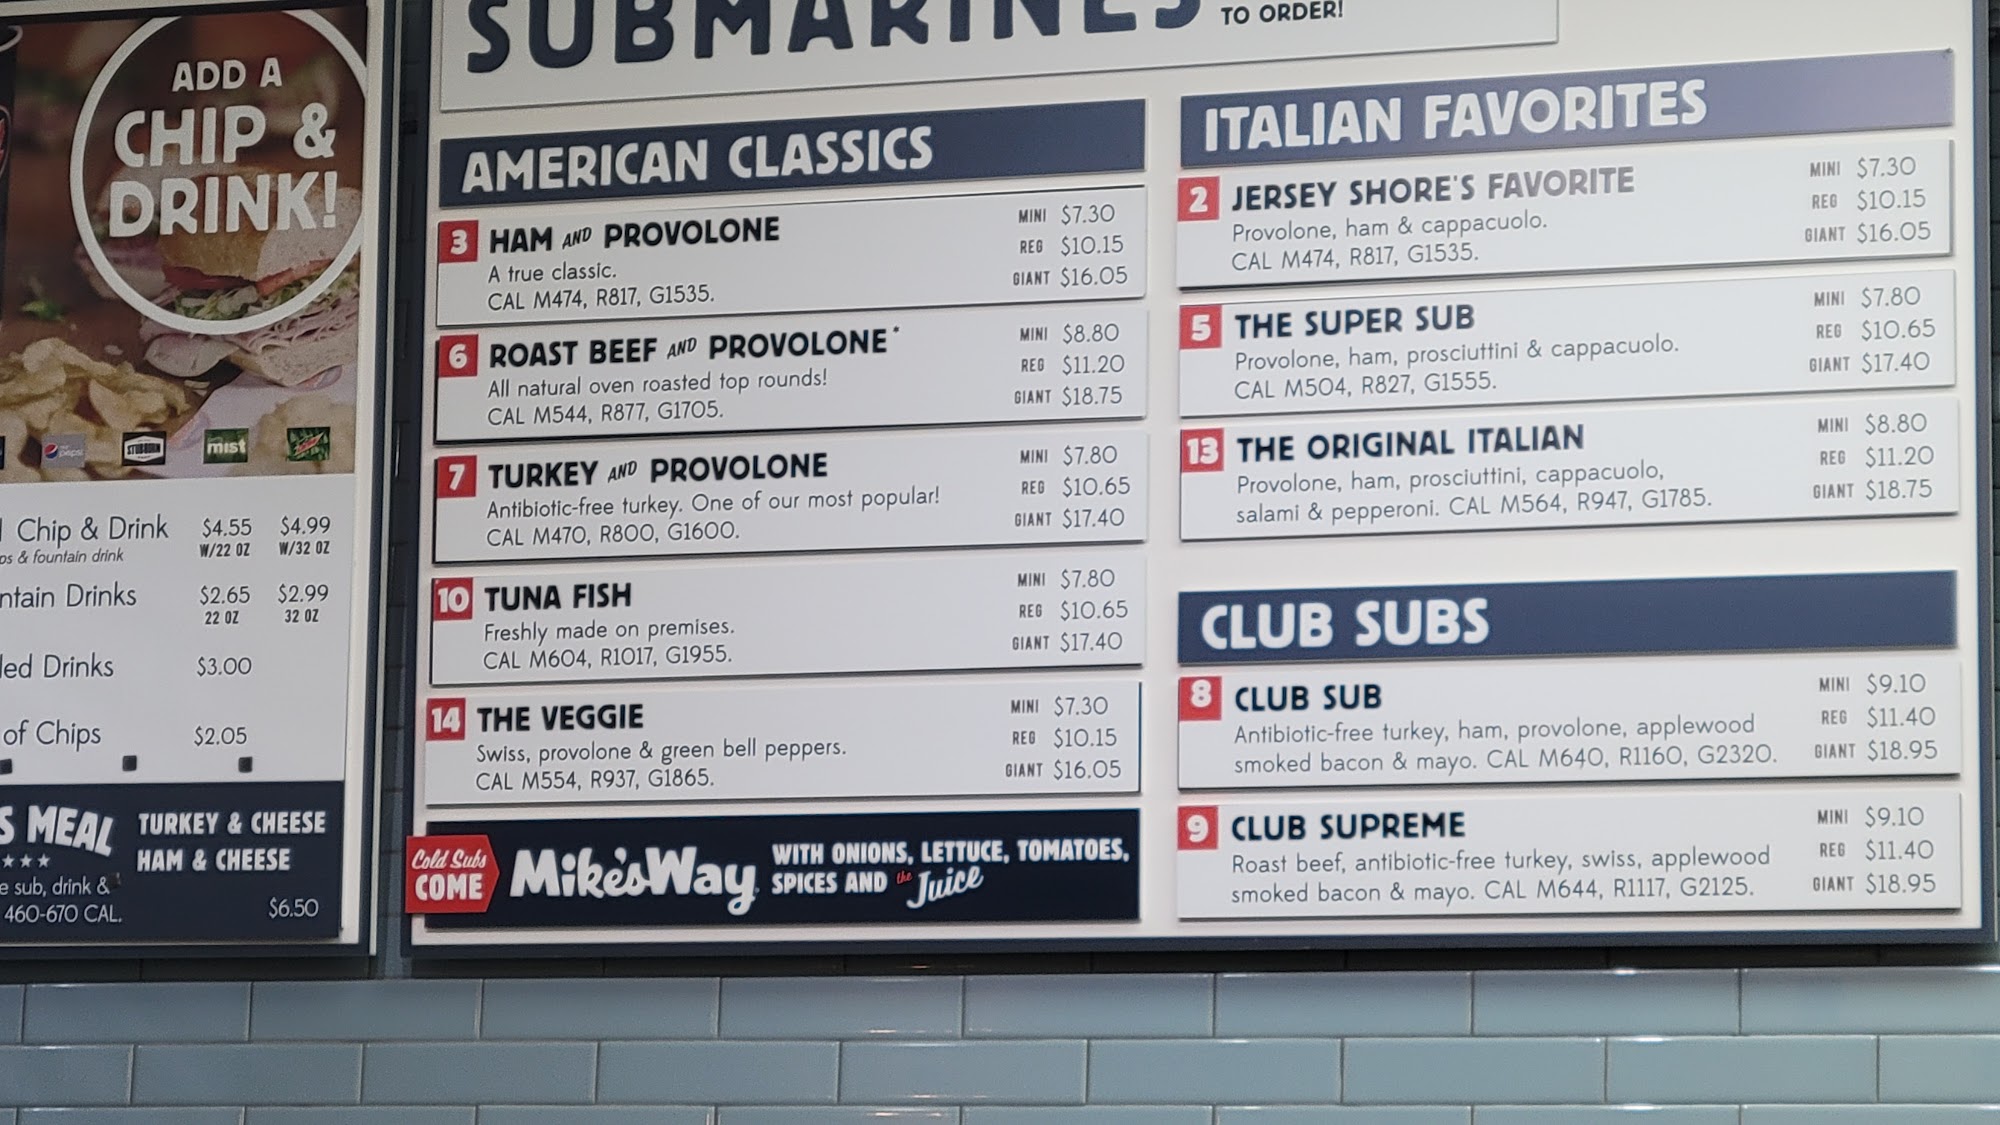 SUBMARINES
TO ORDER!
ADD A
CHIP &
DRINK!
pepsi
STUBBORN
mist
Chip & Drink $4.55 $4.99
& fountain drink W/22 OZ W/32 OZ
Drinks $2.65 $2.99
22 OZ 32 OZ
Drinks $3.00
of Chips $2.05
MEAL
TURKEY & CHEESE
HAM & CHEESE
sub, drink &
460-670 CAL.
$6.50
AMERICAN CLASSICS
3 HAM AND PROVOLONE
A true classic.
CAL M474, R817, G1535.
MINI $7.30
REG $10.15
GIANT $16.05
6 ROAST BEEF AND PROVOLONE*
All natural oven roasted top rounds!
CAL M544, R877, G1705.
MINI $8.80
REG $11.20
GIANT $18.75
7 TURKEY AND PROVOLONE
Antibiotic-free turkey. One of our most popular!
CAL M470, R800, G1600.
MINI $7.80
REG $10.65
GIANT $17.40
10 TUNA FISH
Freshly made on premises.
CAL M604, R1017, G1955.
MINI $7.80
REG $10.65
GIANT $17.40
14 THE VEGGIE
Swiss, provolone & green bell peppers.
CAL M554, R937, G1865.
MINI $7.30
REG $10.15
GIANT $16.05
Cold Subs
COME
Mike's Way
WITH ONIONS, LETTUCE, TOMATOES,
SPICES AND the Juice
ITALIAN FAVORITES
2 JERSEY SHORE'S FAVORITE
Provolone, ham & cappacuolo.
CAL M474, R817, G1535.
MINI $7.30
REG $10.15
GIANT $16.05
5 THE SUPER SUB
Provolone, ham, prosciuttini & cappacuolo.
CAL M504, R827, G1555.
MINI $7.80
REG $10.65
GIANT $17.40
13 THE ORIGINAL ITALIAN
Provolone, ham, prosciuttini, cappacuolo,
salami & pepperoni. CAL M564, R947, G1785.
MINI $8.80
REG $11.20
GIANT $18.75
CLUB SUBS
8 CLUB SUB
Antibiotic-free turkey, ham, provolone, applewood
smoked bacon & mayo. CAL M640, R1160, G2320.
MINI $9.10
REG $11.40
GIANT $18.95
9 CLUB SUPREME
Roast beef, antibiotic-free turkey, swiss, applewood
smoked bacon & mayo. CAL M644, R1117, G2125.
MINI $9.10
REG $11.40
GIANT $18.95